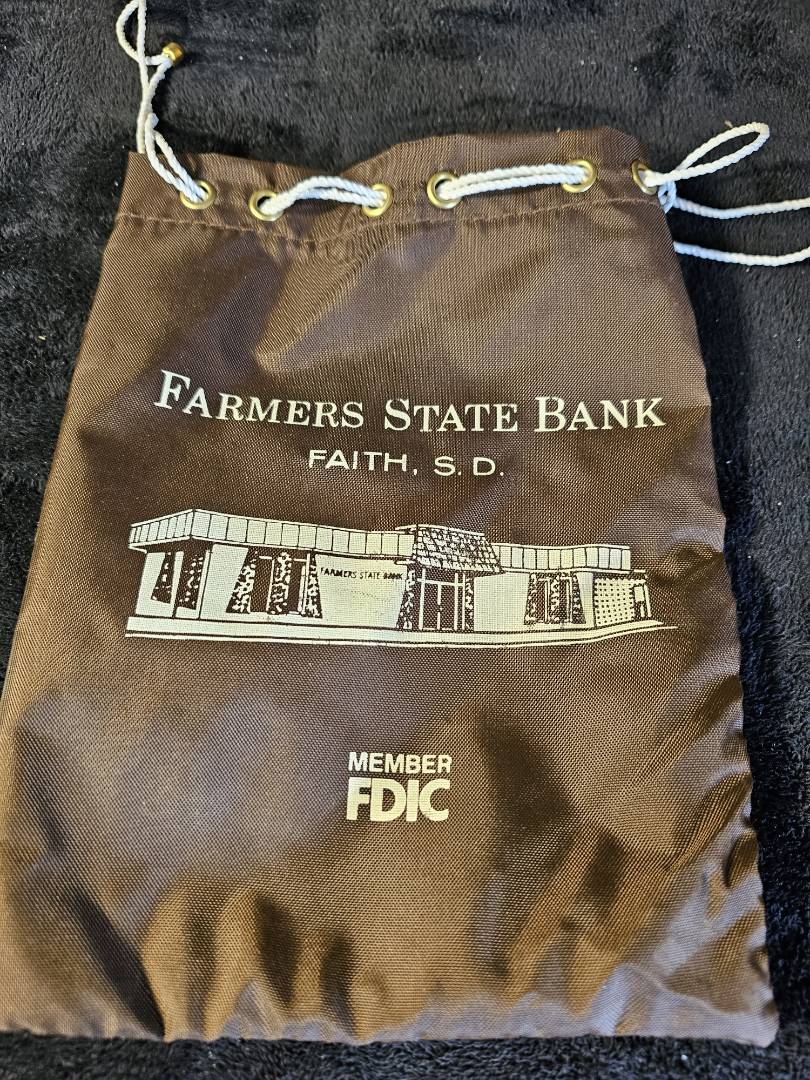 FARMERS STATE BANK
FAITH, S.D.
FARMERS STATE BANK
MEMBER
FDIC